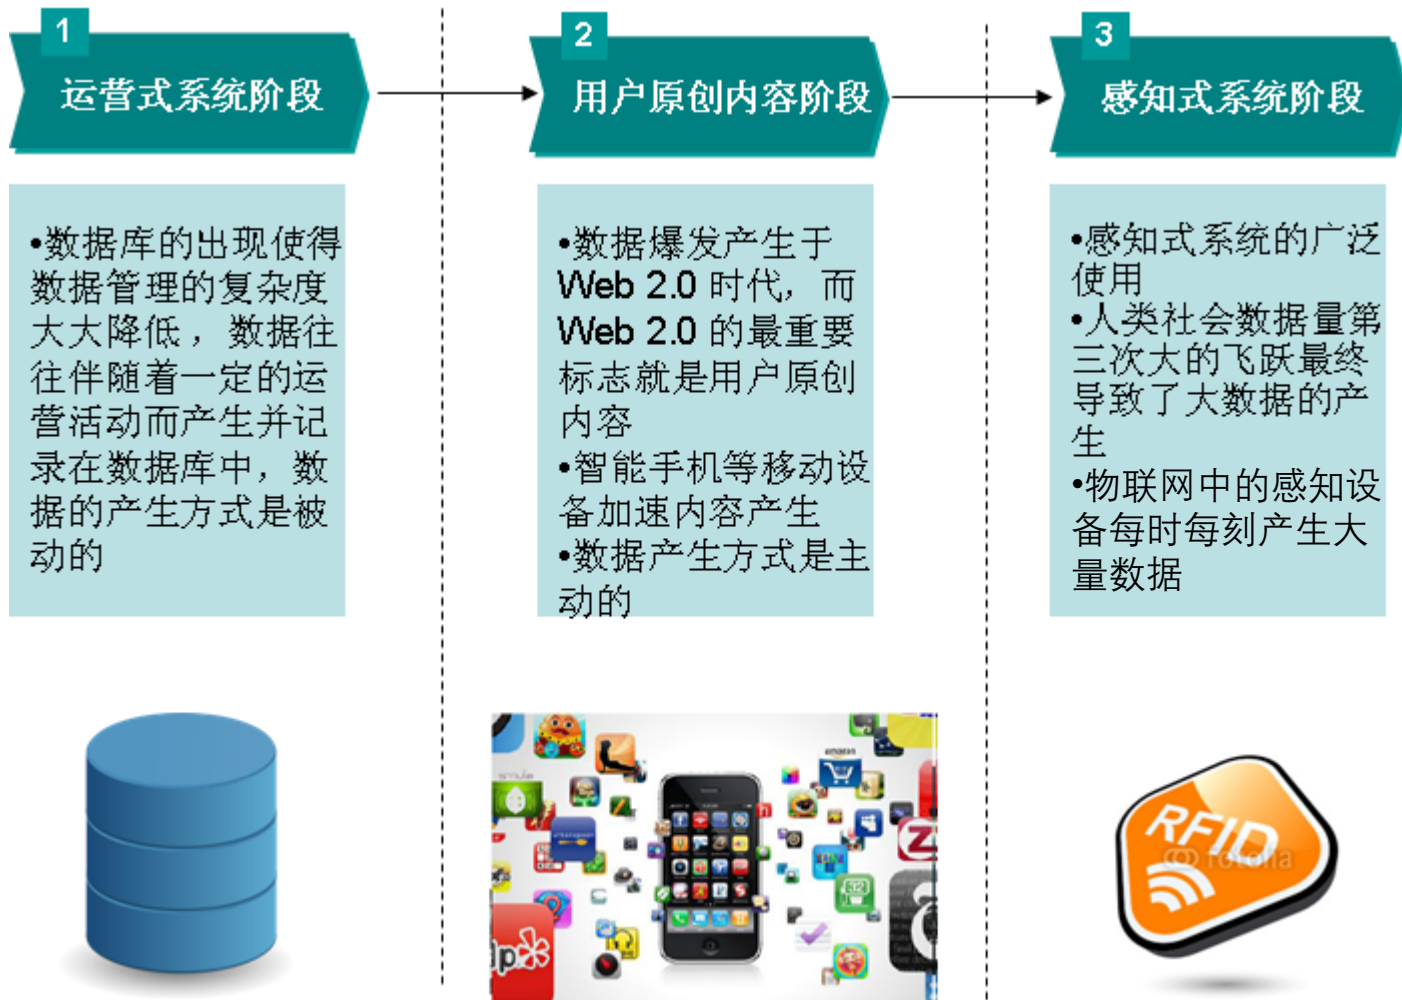 1
运营式系统阶段
•数据库的出现使得
数据管理的复杂度
大大降低，数据往
往伴随着一定的运
营活动而产生并记
录在数据库中，数
据的产生方式是被
动的
2
用户原创内容阶段
•数据爆发产生于
Web 2.0 时代，而
Web 2.0 的最重要
标志就是用户原创
内容
•智能手机等移动设
备加速内容产生
•数据产生方式是主
动的
3
感知式系统阶段
•感知式系统的广泛
使用
•人类社会数据量第
三次大的飞跃最终
导致了大数据的产
生
•物联网中的感知设
备每时每刻产生大
量数据
amazon
32
RFID
fotolia